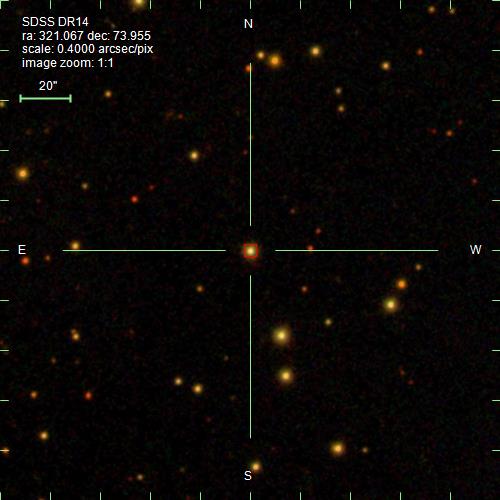 SDSS DR14
ra: 321.067 dec: 73.955
scale: 0.4000 arcsec/pix
image zoom: 1:1
20"
N
E
W
S